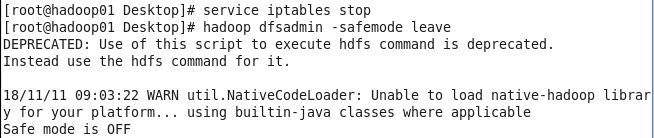 [root@hadoop01 Desktop]# service iptables stop
[root@hadoop01 Desktop]# hadoop dfsadmin -safemode leave
DEPRECATED: Use of this script to execute hdfs command is deprecated.
Instead use the hdfs command for it.
18/11/11 09:03:22 WARN util.NativeCodeLoader: Unable to load native-hadoop librar
y for your platform... using builtin-java classes where applicable
Safe mode is OFF